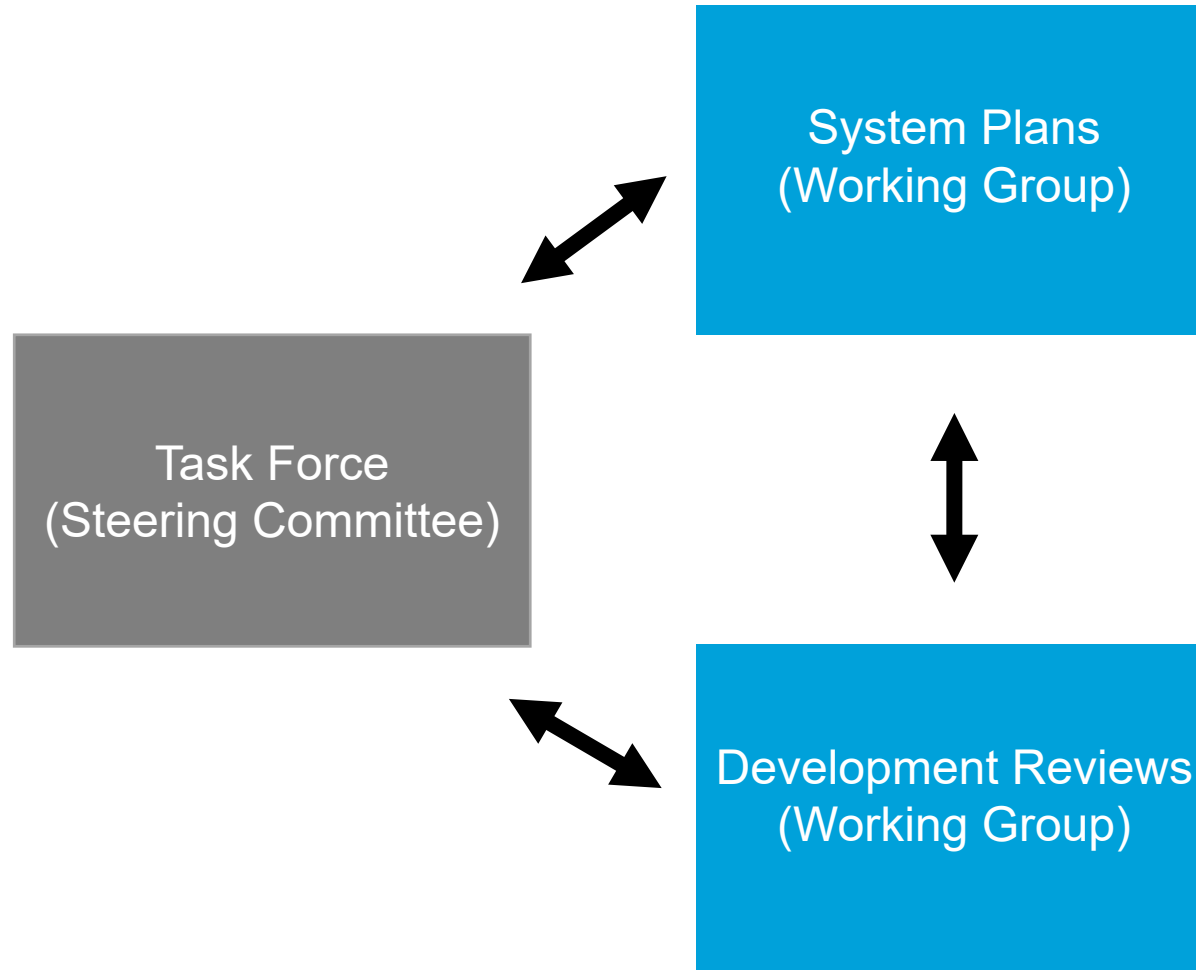 System Plans
(Working Group)
Task Force
(Steering Committee)
Development Reviews
(Working Group)